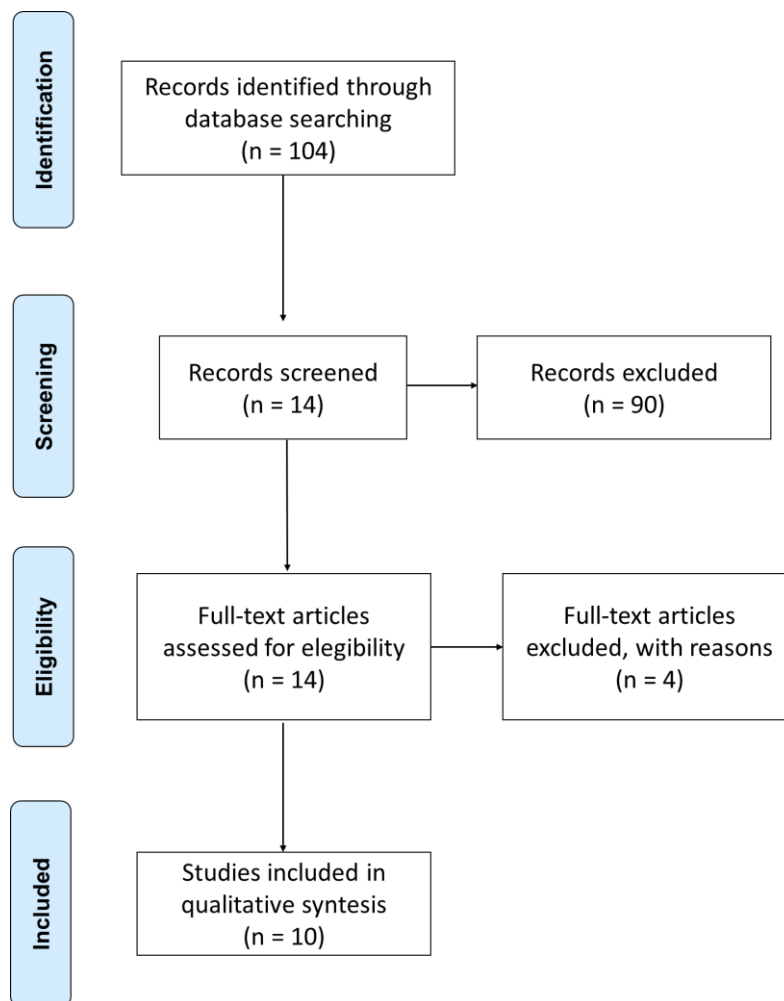 Identification
Records identified through
database searching
(n = 104)
Screening
Records screened
(n = 14)
Records excluded
(n = 90)
Eligibility
Full-text articles
assessed for elegibility
(n = 14)
Full-text articles
excluded, with reasons
(n = 4)
Included
Studies included in
qualitative syntesis
(n = 10)